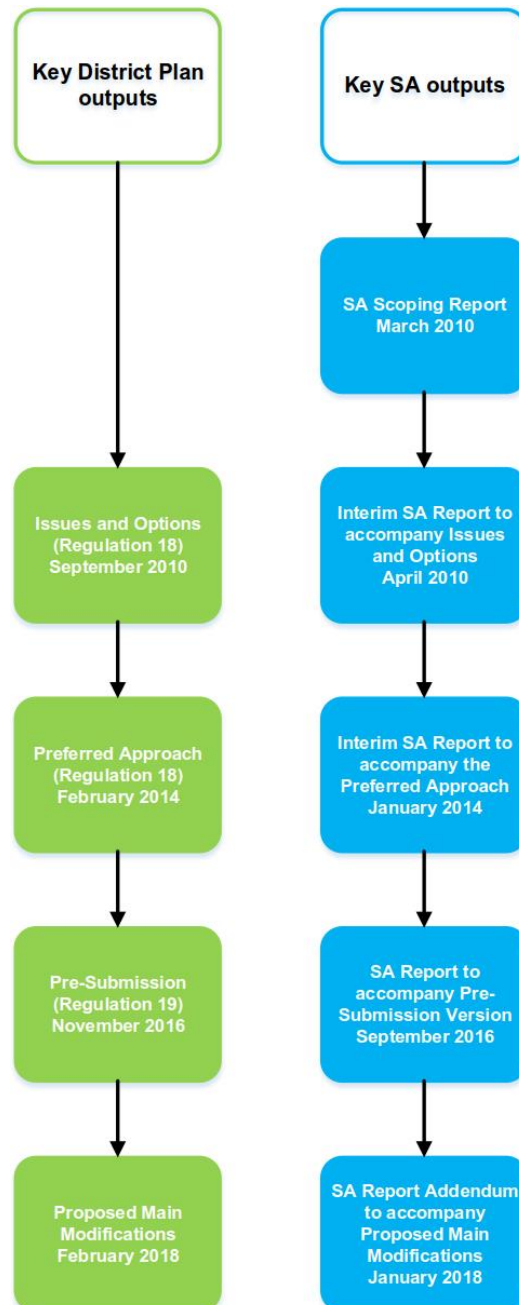 Key District Plan
outputs
Key SA outputs
SA Scoping Report
March 2010
Issues and Options
(Regulation 18)
September 2010
Interim SA Report to
accompany Issues
and Options
April 2010
Preferred Approach
(Regulation 18)
February 2014
Interim SA Report to
accompany the
Preferred Approach
January 2014
Pre-Submission
(Regulation 19)
November 2016
SA Report to
accompany Pre-
Submission Version
September 2016
Proposed Main
Modifications
February 2018
SA Report Addendum
to accompany
Proposed Main
Modifications
January 2018